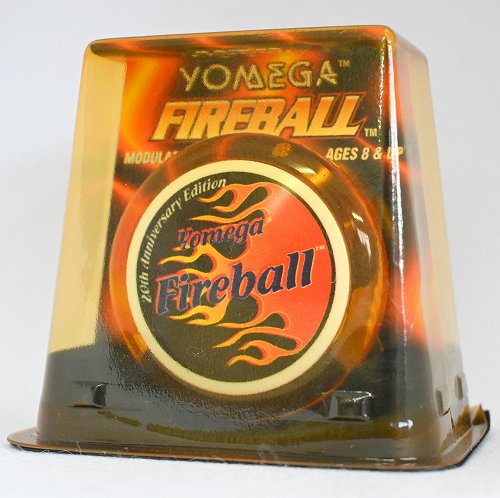 YOMEGA™
FIREBALL™
AGES 8 & UP
20th Anniversary Edition
Yomega
Fireball™